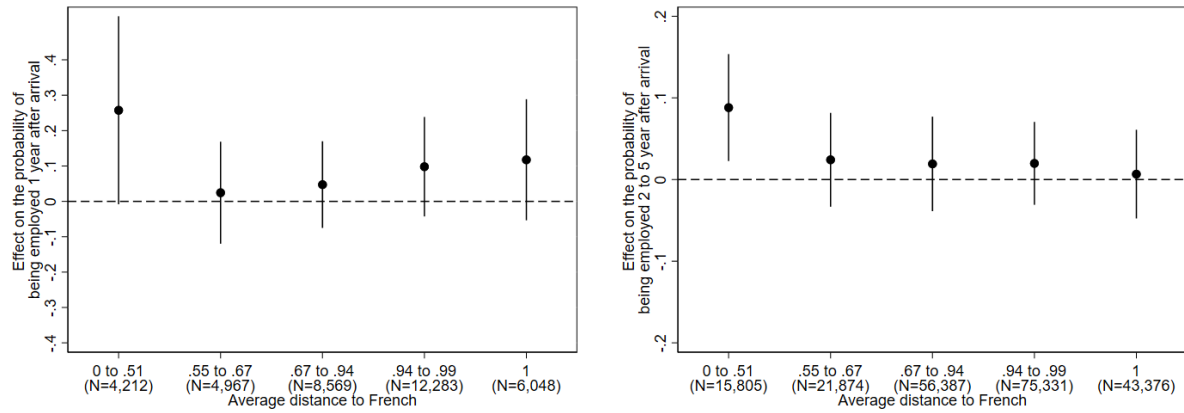 Effect on the probability of
being employed 1 year after arrival
.4
.3
.2
.1
0
-.1
-.2
-.3
-.4
0 to .51
(N=4,212)
.55 to .67
(N=4,967)
.67 to .94
(N=8,569)
.94 to .99
(N=12,283)
1
(N=6,048)
Average distance to French
Effect on the probability of
being employed 2 to 5 year after arrival
.2
.1
0
-.1
-.2
0 to .51
(N=15,805)
.55 to .67
(N=21,874)
.67 to .94
(N=56,387)
.94 to .99
(N=75,331)
1
(N=43,376)
Average distance to French